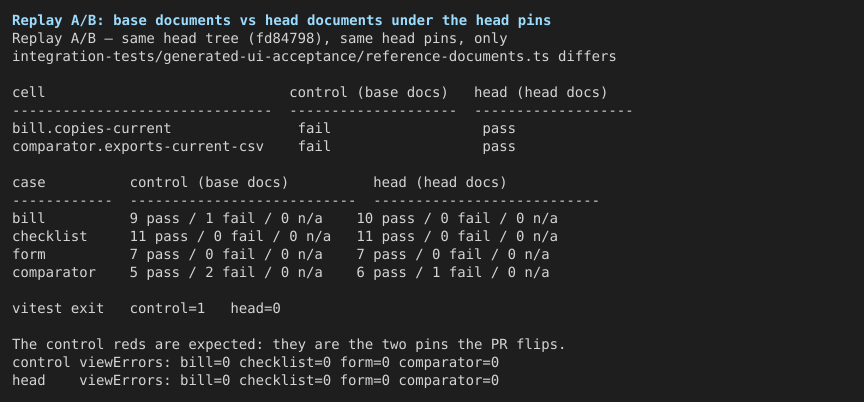 Replay A/B: base documents vs head documents under the head pins
Replay A/B — same head tree (fd84798), same head pins, only
integration-tests/generated-ui-acceptance/reference-documents.ts differs

cell                              control (base docs)   head (head docs)
-------------------------------  --------------------  -------------------
bill.copies-current               fail                  pass
comparator.exports-current-csv    fail                  pass

case          control (base docs)          head (head docs)
------------  ---------------------------  ---------------------------
bill          9 pass / 1 fail / 0 n/a    10 pass / 0 fail / 0 n/a
checklist     11 pass / 0 fail / 0 n/a   11 pass / 0 fail / 0 n/a
form          7 pass / 0 fail / 0 n/a    7 pass / 0 fail / 0 n/a
comparator    5 pass / 2 fail / 0 n/a    6 pass / 1 fail / 0 n/a

vitest exit   control=1   head=0

The control reds are expected: they are the two pins the PR flips.
control viewErrors: bill=0 checklist=0 form=0 comparator=0
head    viewErrors: bill=0 checklist=0 form=0 comparator=0